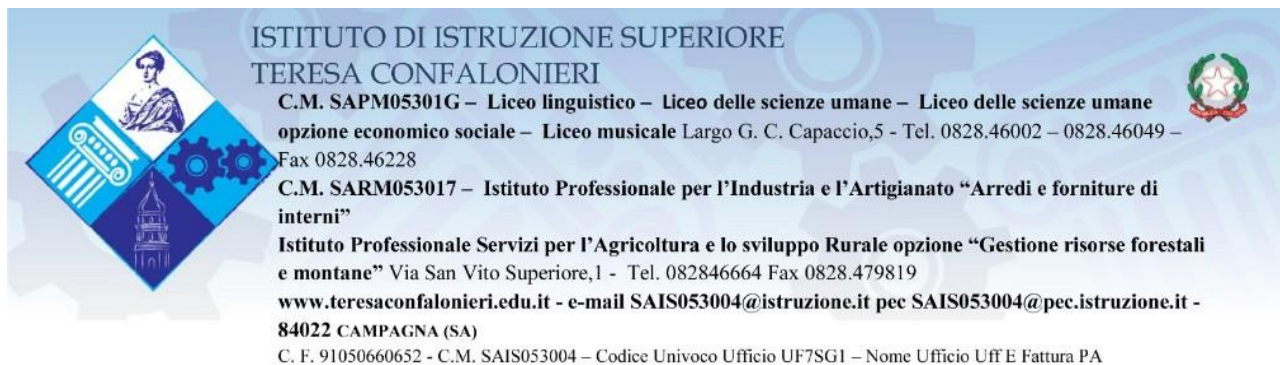 ISTITUTO DI ISTRUZIONE SUPERIORE
TERESA CONFALONIERI
C.M. SAPM05301G – Liceo linguistico – Liceo delle scienze umane – Liceo delle scienze umane
opzione economico sociale – Liceo musicale Largo G. C. Capaccio,5 - Tel. 0828.46002 – 0828.46049 –
Fax 0828.46228
C.M. SARM053017 – Istituto Professionale per l’Industria e l’Artigianato “Arredi e forniture di
interni”
Istituto Professionale Servizi per l’Agricoltura e lo sviluppo Rurale opzione “Gestione risorse forestali
e montane” Via San Vito Superiore,1 - Tel. 082846664 Fax 0828.479819
www.teresaconfalonieri.edu.it - e-mail SAIS053004@istruzione.it pec SAIS053004@pec.istruzione.it -
84022 CAMPAGNA (SA)
C. F. 91050660652 - C.M. SAIS053004 – Codice Univoco Ufficio UF7SG1 – Nome Ufficio Uff E Fattura PA